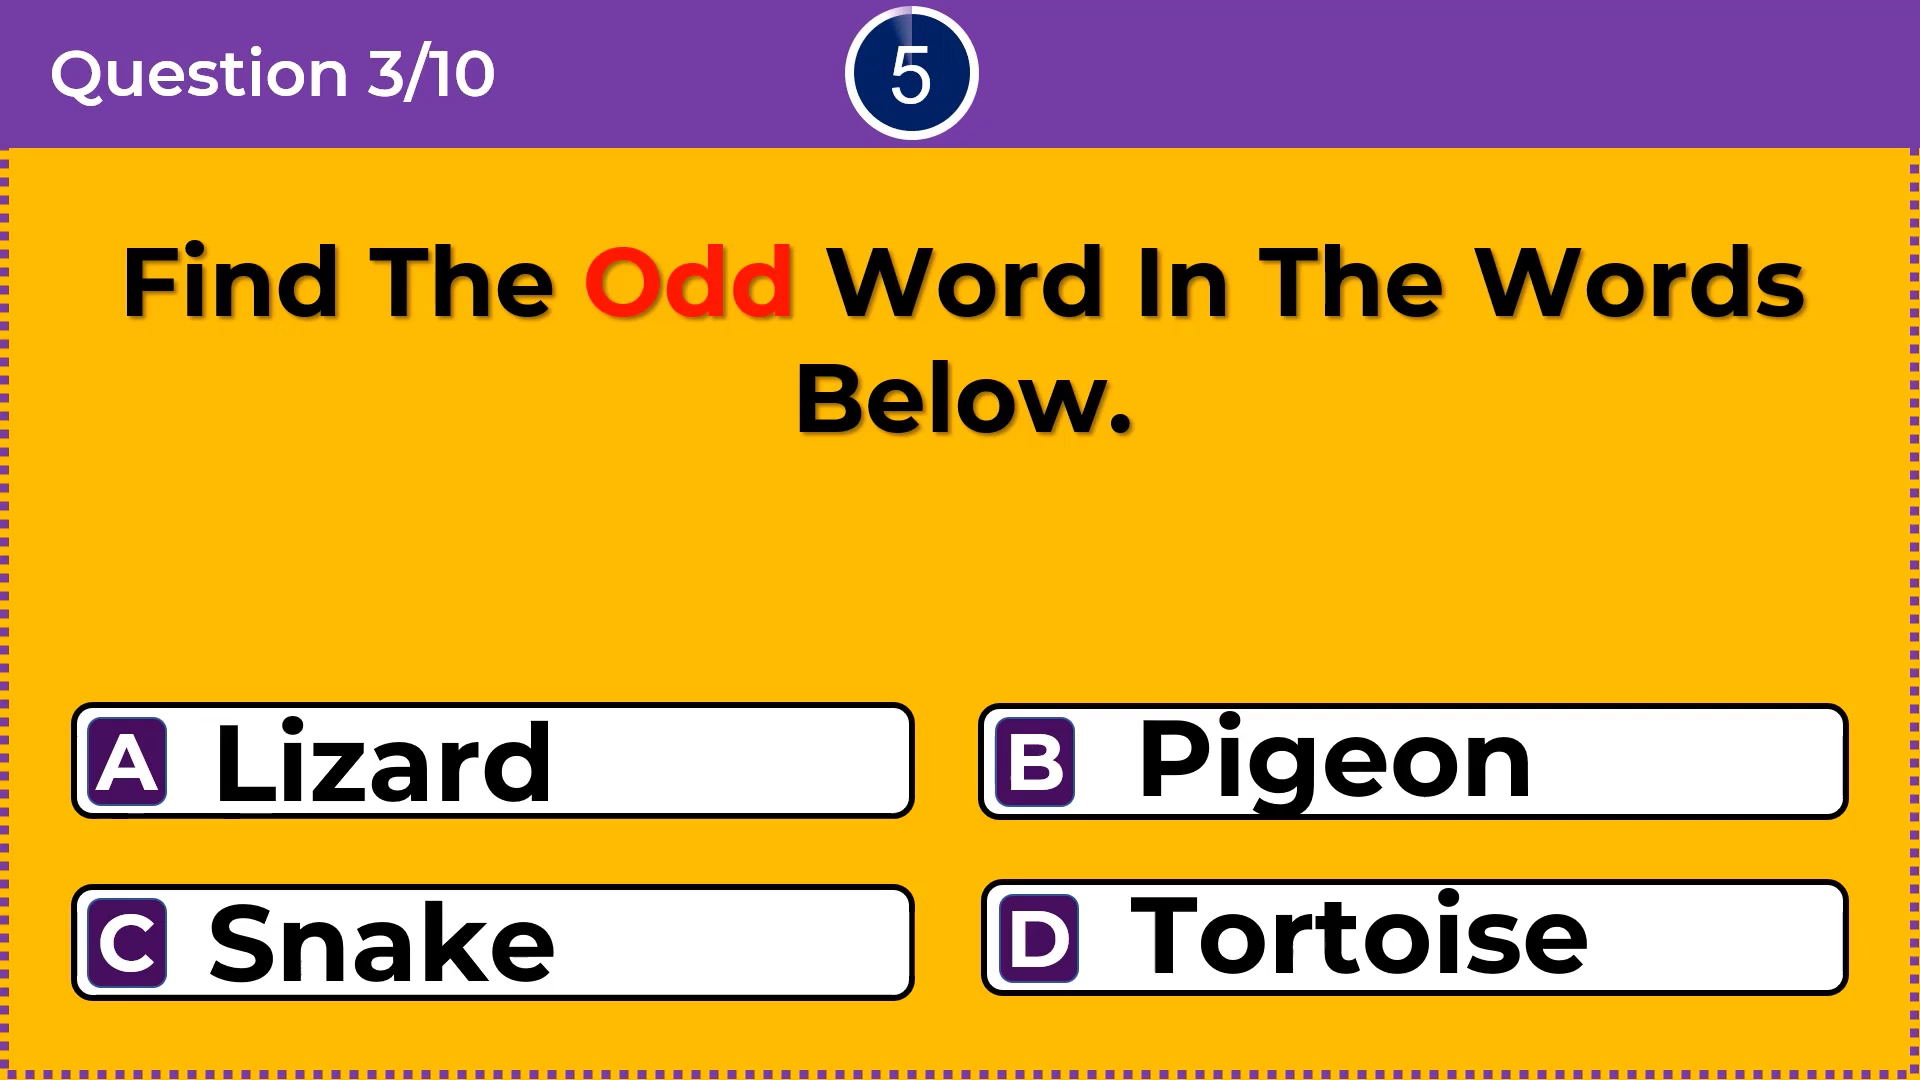 Question 3/10
5
Find The Odd Word In The Words
Below.
A Lizard
B Pigeon
C Snake
D Tortoise